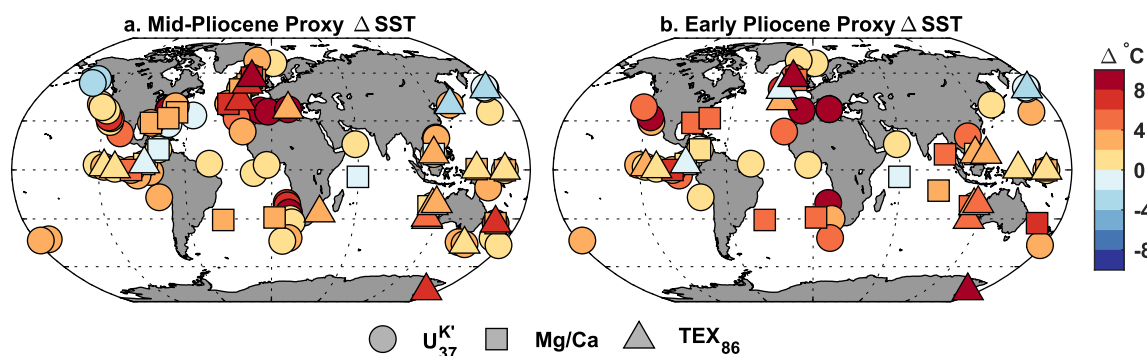 a. Mid-Pliocene Proxy Δ SST
b. Early Pliocene Proxy Δ SST
Δ °C
8
4
0
-4
-8
U37K' Mg/Ca TEX86